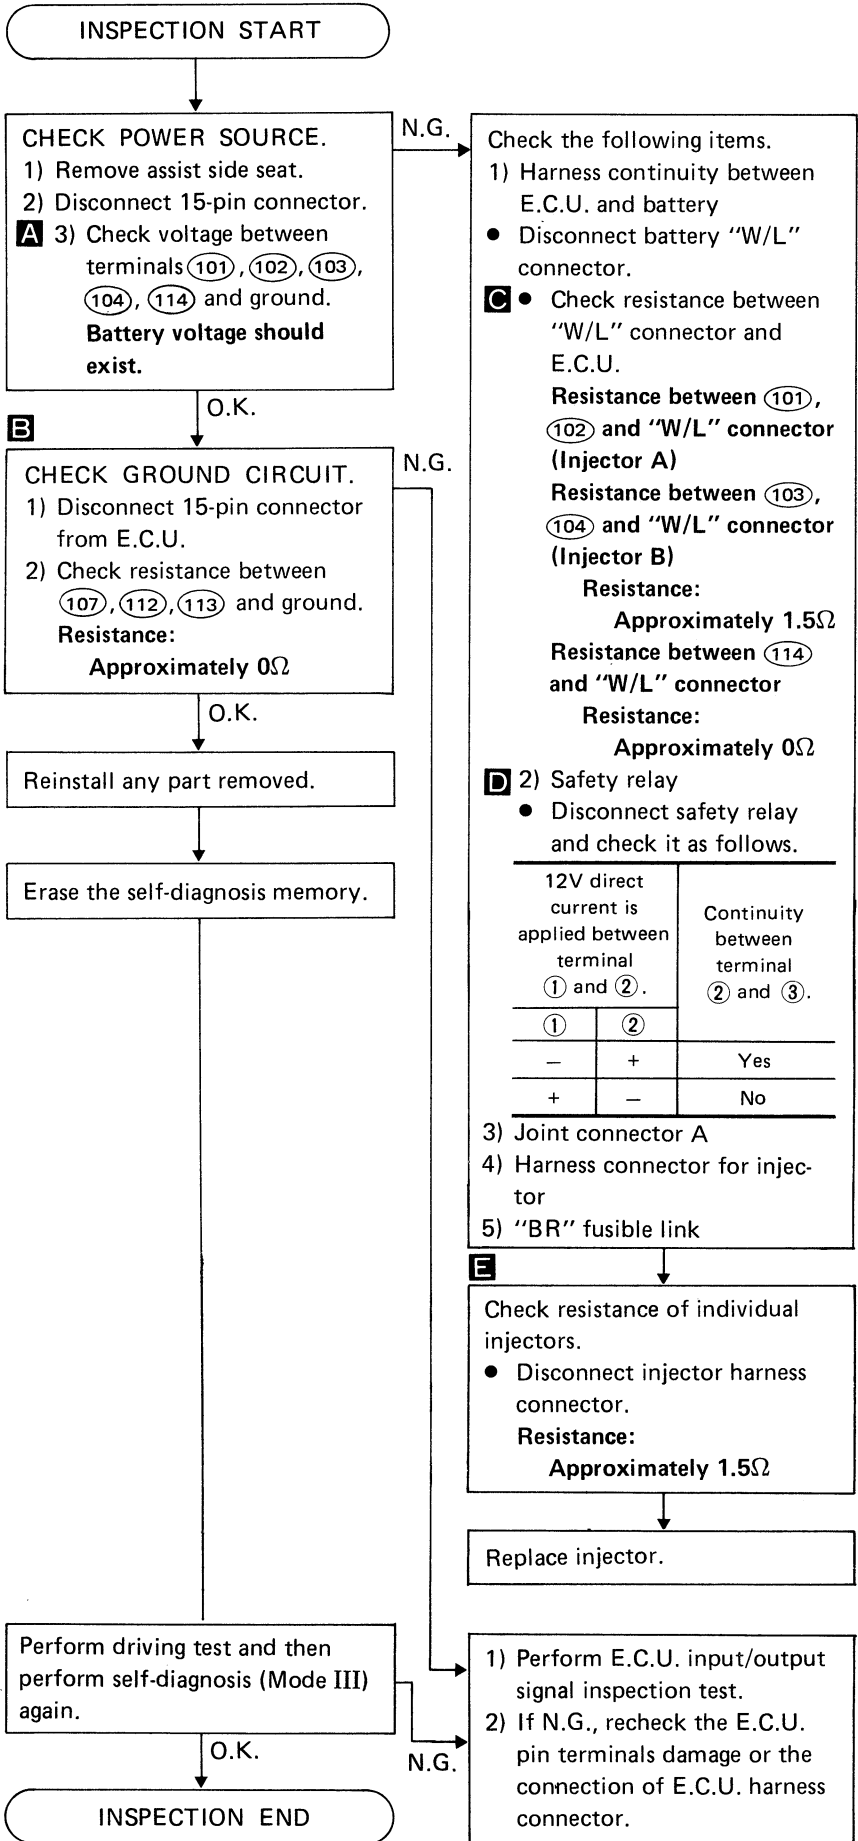 INSPECTION START
CHECK POWER SOURCE.
1) Remove assist side seat.
2) Disconnect 15-pin connector.
A 3) Check voltage between
terminals (101), (102), (103),
(104), (114) and ground.
Battery voltage should
exist.
N.G.
O.K.
B
CHECK GROUND CIRCUIT.
1) Disconnect 15-pin connector
from E.C.U.
2) Check resistance between
(107), (112), (113) and ground.
Resistance:
Approximately 0Ω
N.G.
O.K.
Reinstall any part removed.
Erase the self-diagnosis memory.
Perform driving test and then
perform self-diagnosis (Mode III)
again.
O.K.
N.G.
INSPECTION END
Check the following items.
1) Harness continuity between
E.C.U. and battery
● Disconnect battery "W/L"
connector.
C ● Check resistance between
"W/L" connector and
E.C.U.
Resistance between (101),
(102) and "W/L" connector
(Injector A)
Resistance between (103),
(104) and "W/L" connector
(Injector B)
Resistance:
Approximately 1.5Ω
Resistance between (114)
and "W/L" connector
Resistance:
Approximately 0Ω
D 2) Safety relay
● Disconnect safety relay
and check it as follows.
12V direct
current is
applied between
terminal
① and ②.
Continuity
between
terminal
② and ③.
① ②
− + Yes
+ − No
3) Joint connector A
4) Harness connector for injec-
tor
5) "BR" fusible link
E
Check resistance of individual
injectors.
● Disconnect injector harness
connector.
Resistance:
Approximately 1.5Ω
Replace injector.
1) Perform E.C.U. input/output
signal inspection test.
2) If N.G., recheck the E.C.U.
pin terminals damage or the
connection of E.C.U. harness
connector.